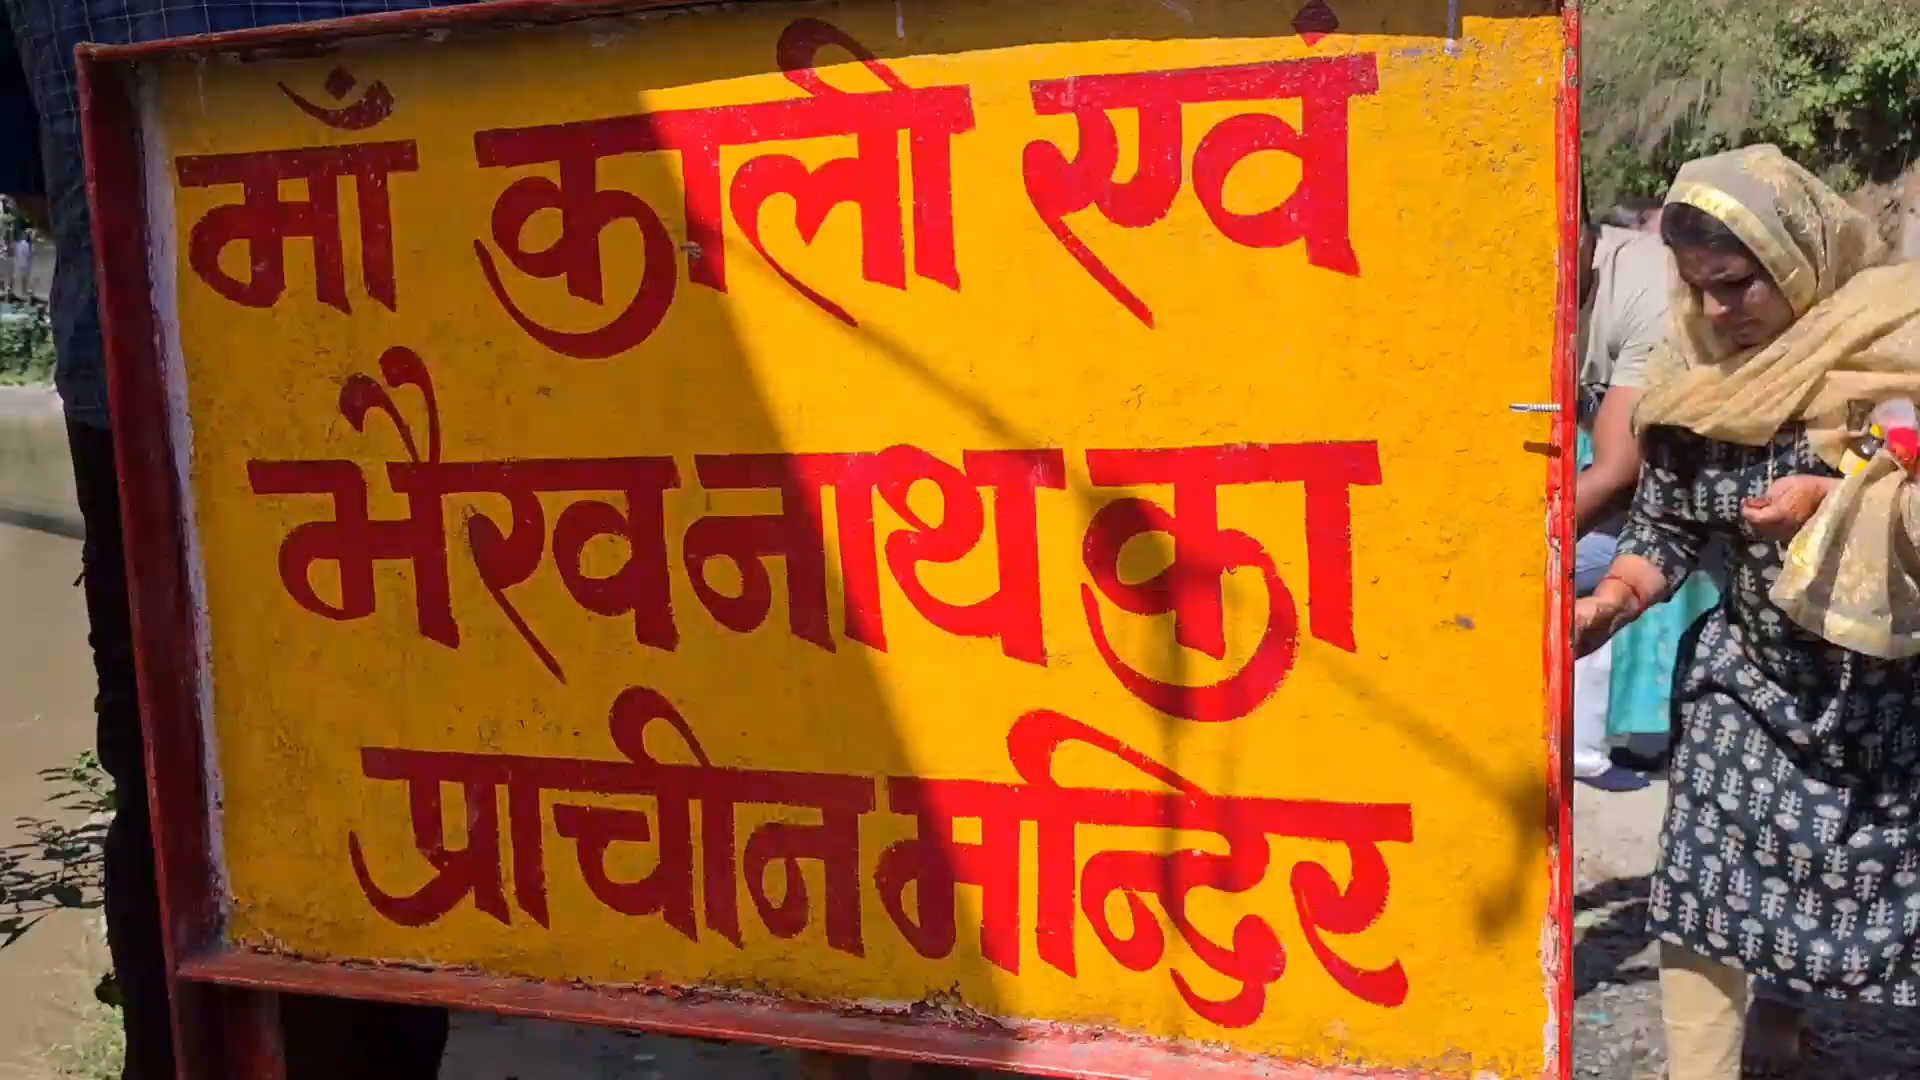 माँ काली एवं
भैरवनाथ का
प्राचीन मन्दिर